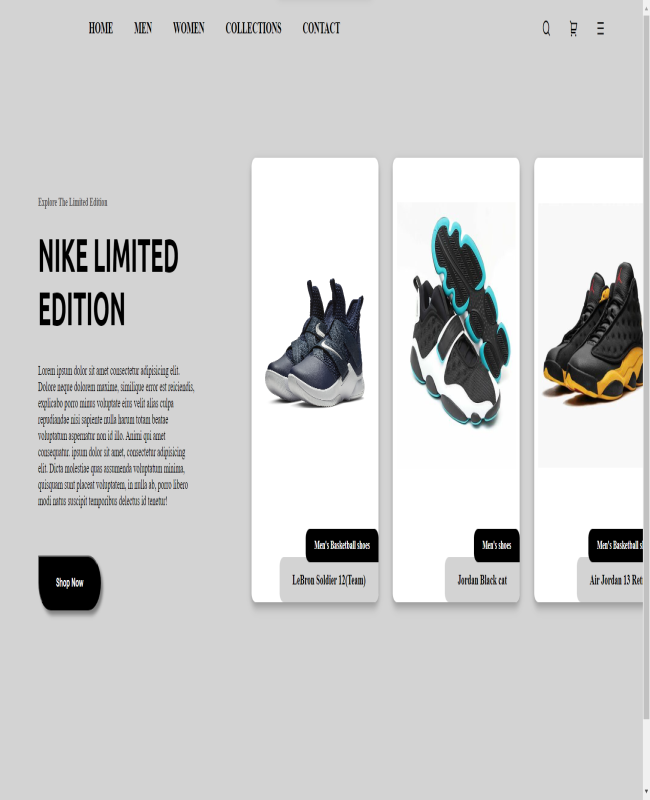 HOME MEN WOMEN COLLECTIONS CONTACT
Explore The Limited Edition
NIKE LIMITED
EDITION
Lorem ipsum dolor sit amet consectetur adipisicing elit.
Dolore neque dolorem maxime, similique error est reiciendis,
explicabo porro minus voluptate eius velit alias culpa
repudiandae nisi sapiente nulla harum totam beatae
voluptatum aspernatur non id illo. Animi qui amet
consequatur. ipsum dolor sit amet, consectetur adipisicing
elit. Dicta molestiae quas assumenda voluptatum minima,
quisquam sunt placeat voluptatem, in nulla ab, porro libero
modi natus suscipit temporibus delectus id tenetur!
Shop Now
Men's Basketball shoes
LeBron Soldier 12(Team)
Men's shoes
Jordan Black cat
Men's Basketball
Air Jordan 13